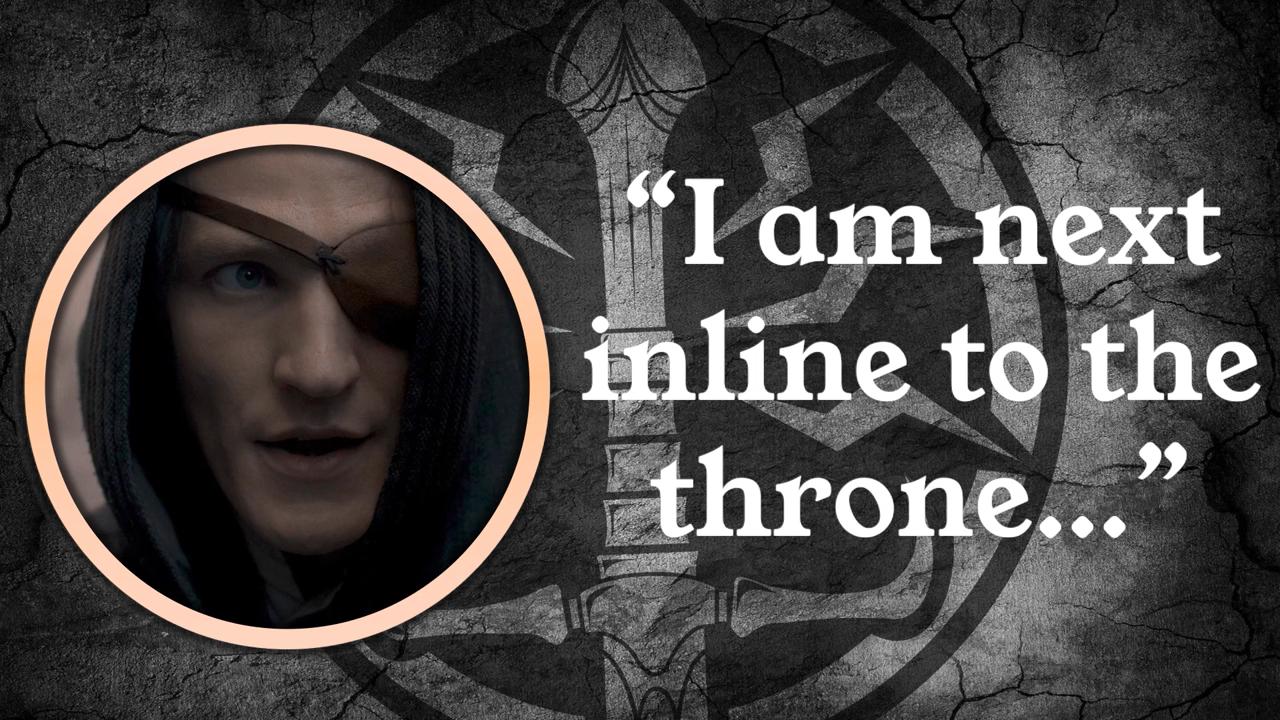 “I am next
inline to the
throne...”